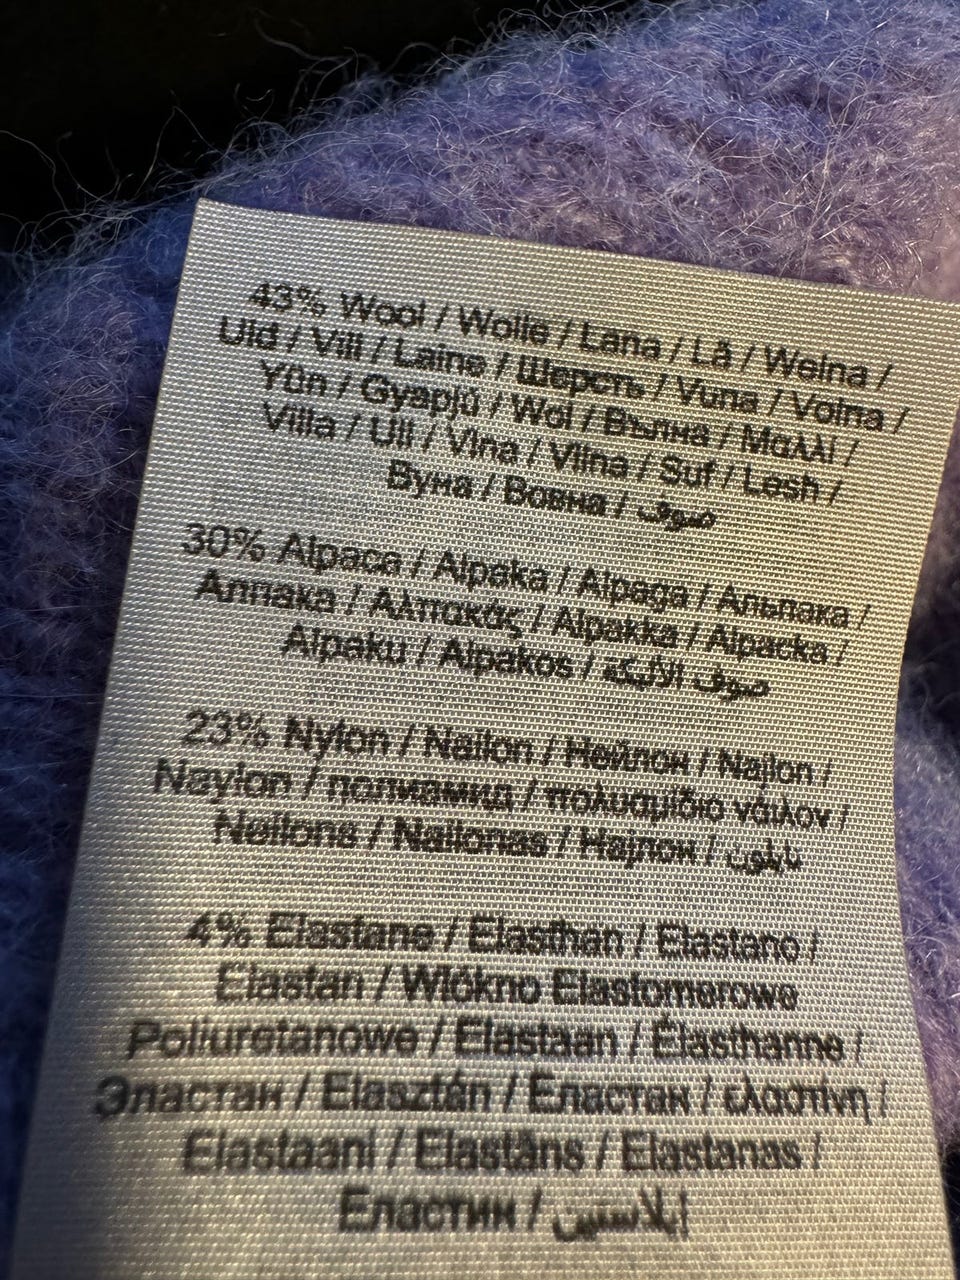 43% Wool / Wolle / Lana / Lã / Welna /
Uld / Vill / Laine / Шерсть / Vuna / Volna /
Yün / Gyapjú / Wol / Вълна / Μαλλί /
Villa / Ull / Vlna / Vilna / Suf / Lesh /
Вуна / Вовна / صوف
30% Alpaca / Alpaka / Alpaga / Альпака /
Алпака / Αλπακάς / Alpakka / Alpacka /
Alpaku / Alpakos / صوف الألبكة
23% Nylon / Nailon / Нейлон / Najlon /
Naylon / полиамид / πολυαμίδιο νάιλον /
Neilons / Nailonas / Најлон / نايلون
4% Elastane / Elasthan / Elastano /
Elastan / Włókno Elastomerowe
Poliuretanowe / Elastaan / Élasthanne /
Эластан / Elasztán / Еластан / ελαστίνη /
Elastaani / Elastāns / Elastanas /
Еластин / إيلاستين